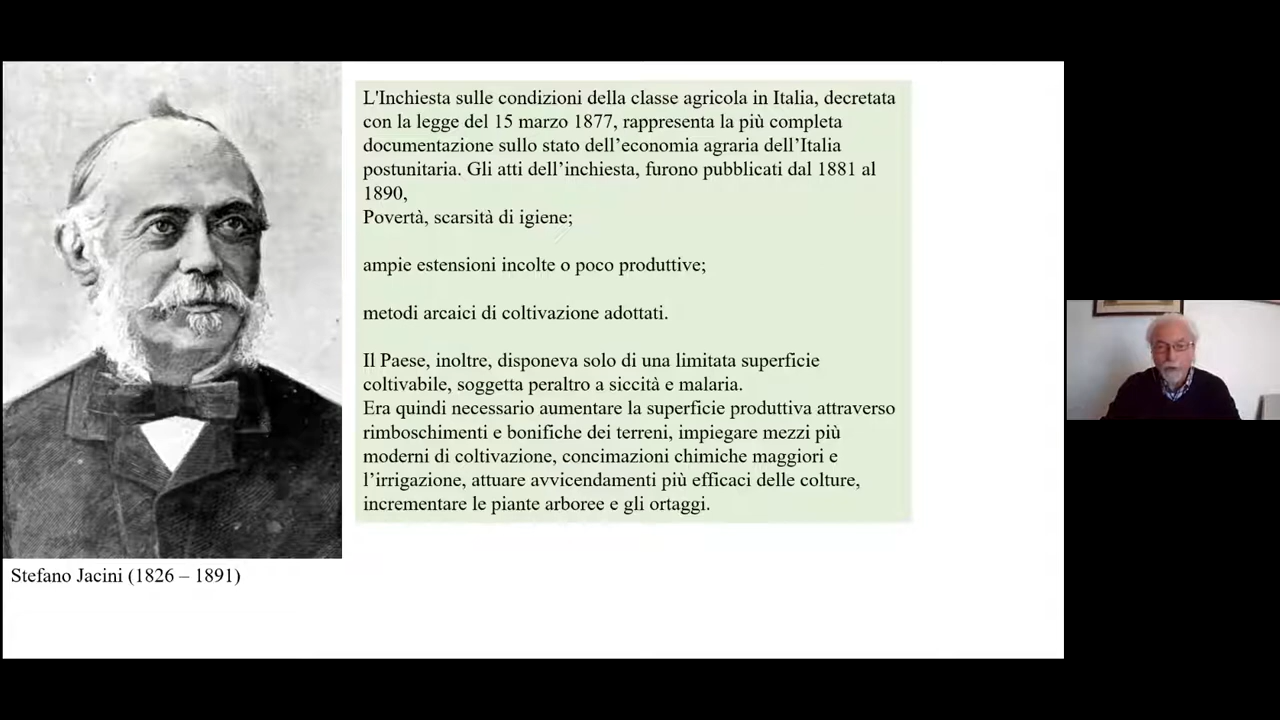 L'Inchiesta sulle condizioni della classe agricola in Italia, decretata
con la legge del 15 marzo 1877, rappresenta la più completa
documentazione sullo stato dell’economia agraria dell’Italia
postunitaria. Gli atti dell’inchiesta, furono pubblicati dal 1881 al
1890,
Povertà, scarsità di igiene;
ampie estensioni incolte o poco produttive;
metodi arcaici di coltivazione adottati.
Il Paese, inoltre, disponeva solo di una limitata superficie
coltivabile, soggetta peraltro a siccità e malaria.
Era quindi necessario aumentare la superficie produttiva attraverso
rimboschimenti e bonifiche dei terreni, impiegare mezzi più
moderni di coltivazione, concimazioni chimiche maggiori e
l’irrigazione, attuare avvicendamenti più efficaci delle colture,
incrementare le piante arboree e gli ortaggi.
Stefano Jacini (1826 – 1891)